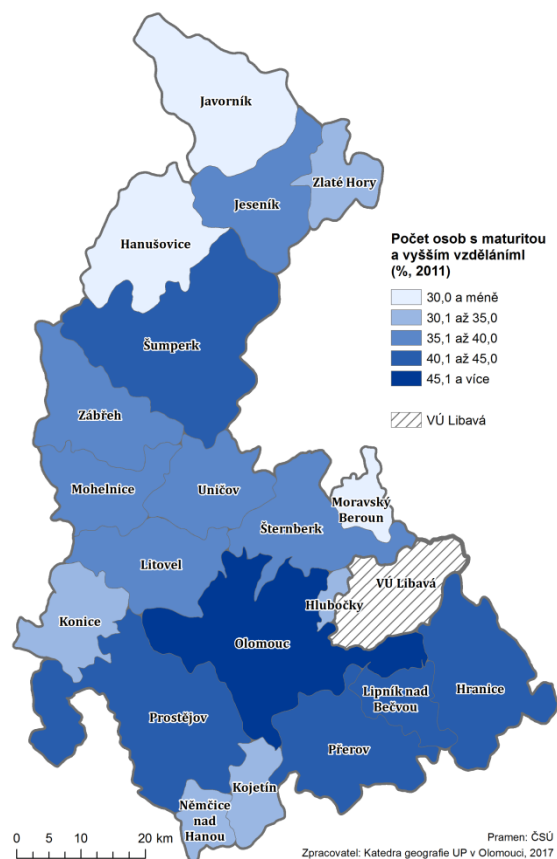 Javorník
Zlaté Hory
Jeseník
Hanušovice
Počet osob s maturitou
a vyšším vzděláníml
(%, 2011)
30,0 a méně
30,1 až 35,0
35,1 až 40,0
40,1 až 45,0
45,1 a více
VÚ Libavá
Šumperk
Zábřeh
Mohelnice
Uničov
Moravský
Beroun
Šternberk
Litovel
VÚ Libavá
Hlubočky
Konice
Olomouc
Hranice
Lipník nad
Bečvou
Prostějov
Přerov
Kojetín
Němčice
nad
Hanou
0 5 10 20 km
Pramen: ČSÚ
Zpracovatel: Katedra geografie UP v Olomouci, 2017